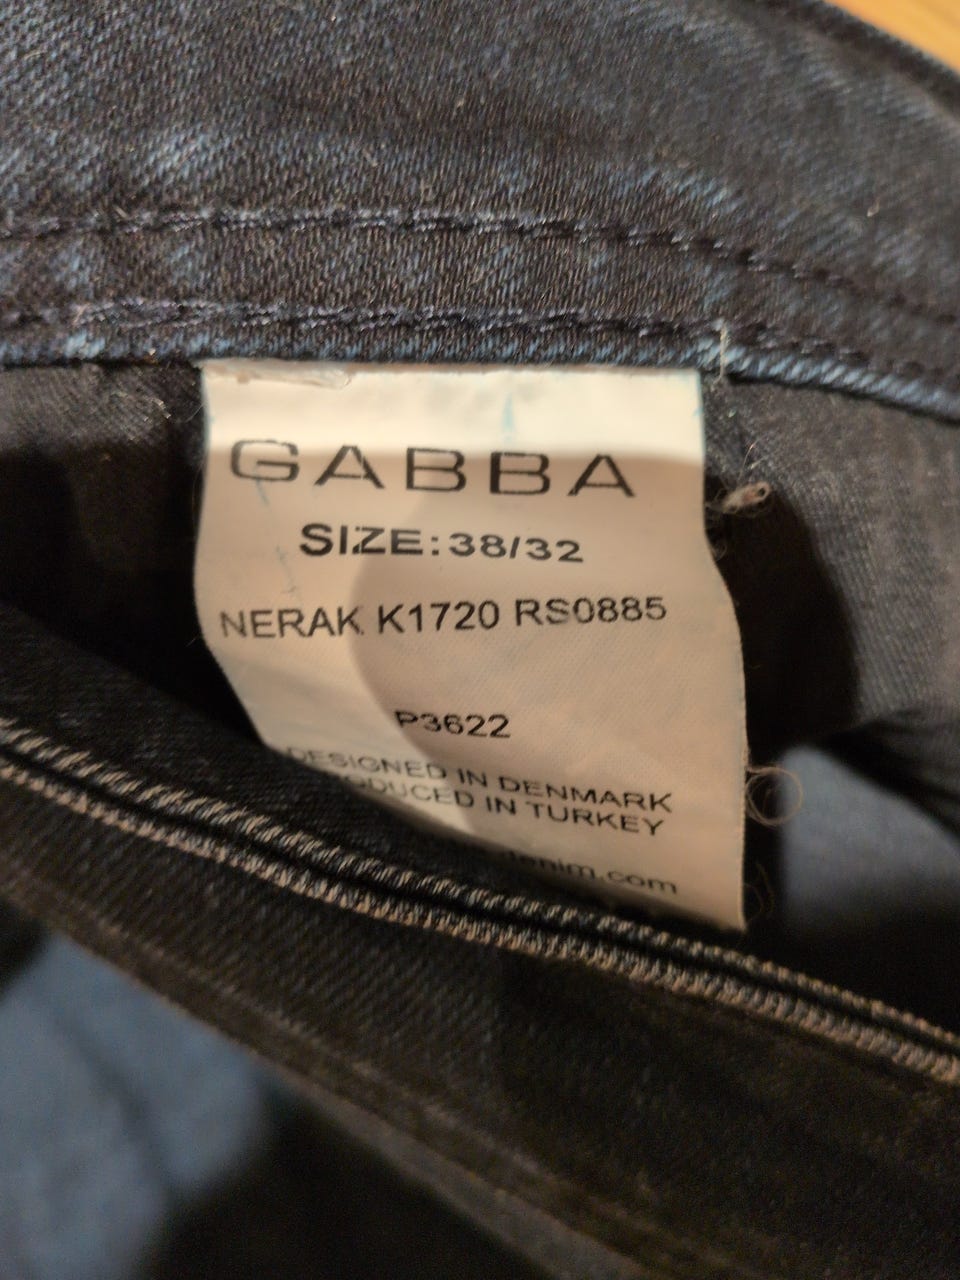 GABBA
SIZE:38/32
NERAK K1720 RS0885
P3622
DESIGNED IN DENMARK
PRODUCED IN TURKEY